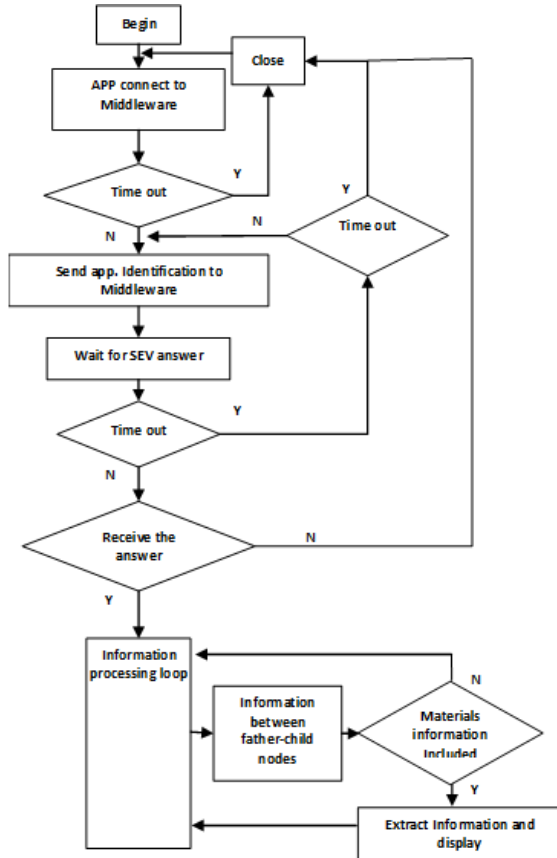 Begin
Close
APP connect to
Middleware
Y
Time out
Y
N
Time out
N
Send app. Identification to
Middleware
Wait for SEV answer
Y
Time out
N
Receive the
answer
N
Y
Information
processing loop
N
Information
between
father-child
nodes
Materials
information
Included
Y
Extract Information and
display